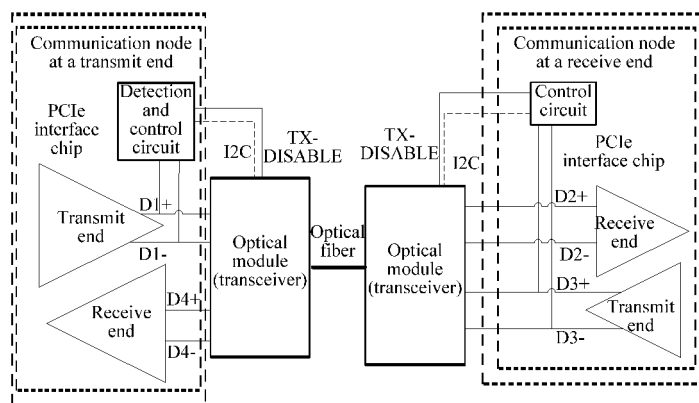 Communication node
at a transmit end
Detection and
control
circuit
PCIe
interface
chip
I2C
TX-
DISABLE
D1+
Transmit
end
D1-
Optical
module
(transceiver)
D4+
Receive
end
D4-
Optical
fiber
Communication node
at a receive end
Control
circuit
TX-
DISABLE
I2C
PCIe
interface chip
D2+
Receive
end
D2-
Optical
module
(transceiver)
D3+
Transmit
end
D3-